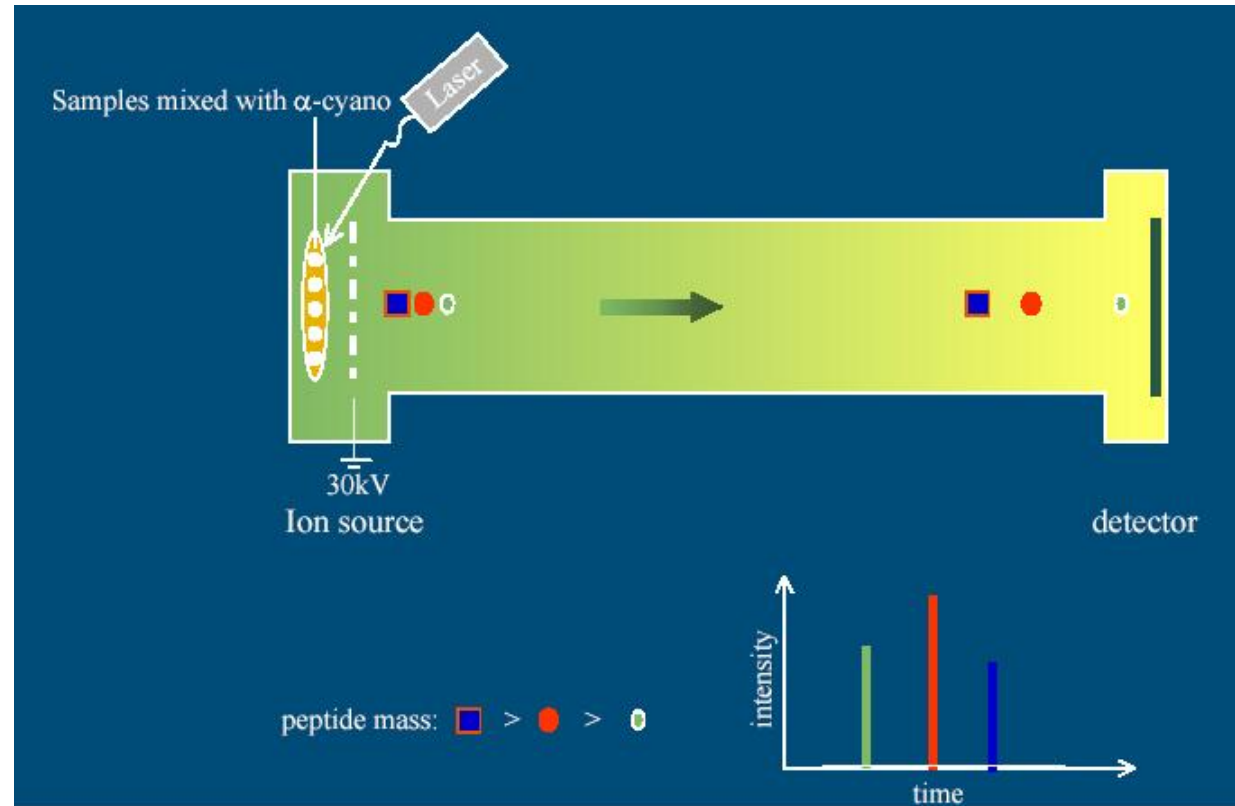 Samples mixed with α-cyano
Laser
30kV
Ion source
detector
peptide mass: > >
intensity
time